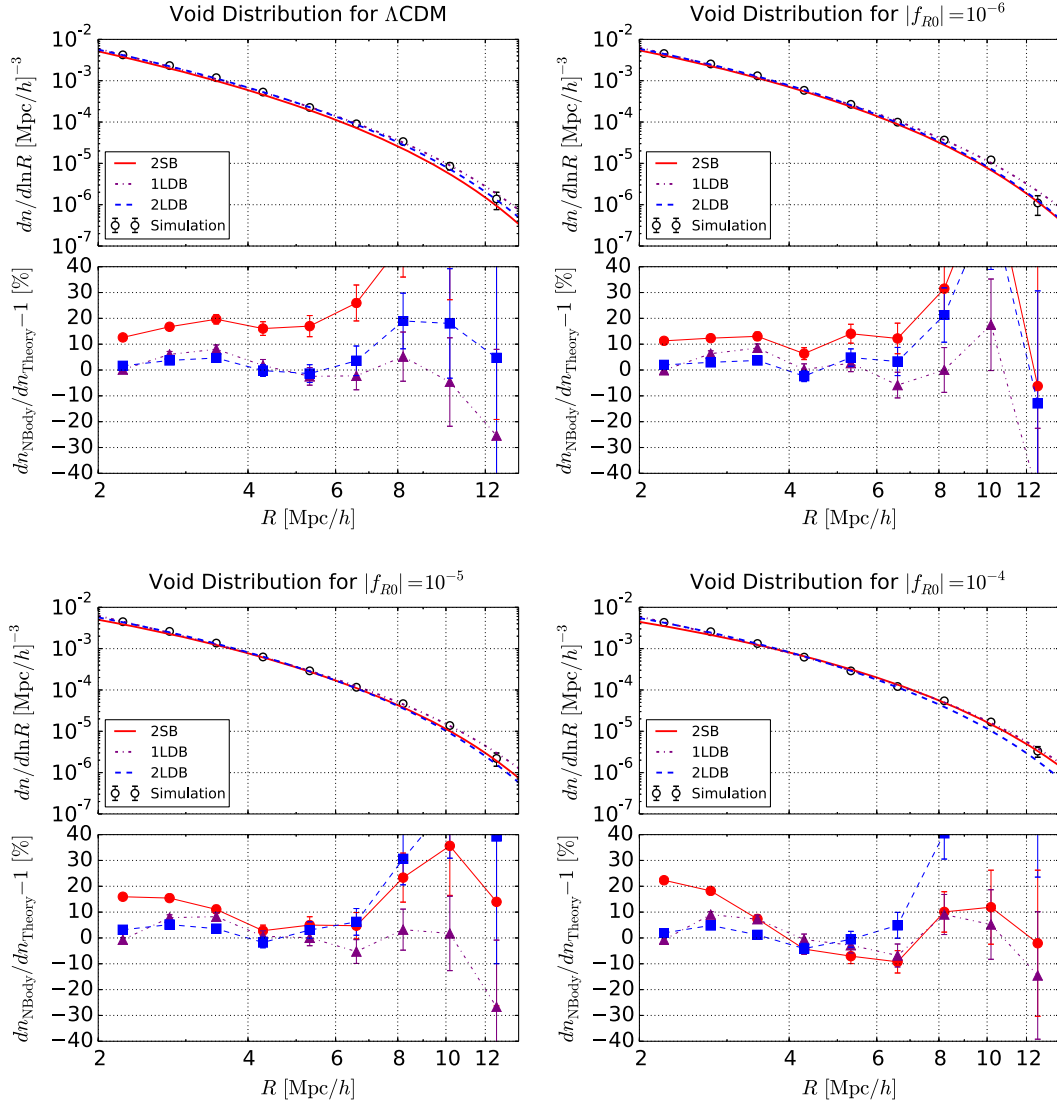 Void Distribution for ΛCDM
10⁻²
10⁻³
10⁻⁴
10⁻⁵
10⁻⁶
10⁻⁷
dn/dlnR [Mpc/h]⁻³
2SB
1LDB
2LDB
Simulation
40
30
20
10
0
−10
−20
−30
−40
dn_NBody/dn_Theory−1 [%]
2 4 6 8 10 12
R [Mpc/h]
Void Distribution for |f_R0|=10⁻⁶
10⁻²
10⁻³
10⁻⁴
10⁻⁵
10⁻⁶
10⁻⁷
dn/dlnR [Mpc/h]⁻³
2SB
1LDB
2LDB
Simulation
40
30
20
10
0
−10
−20
−30
−40
dn_NBody/dn_Theory−1 [%]
2 4 6 8 10 12
R [Mpc/h]
Void Distribution for |f_R0|=10⁻⁵
10⁻²
10⁻³
10⁻⁴
10⁻⁵
10⁻⁶
10⁻⁷
dn/dlnR [Mpc/h]⁻³
2SB
1LDB
2LDB
Simulation
40
30
20
10
0
−10
−20
−30
−40
dn_NBody/dn_Theory−1 [%]
2 4 6 8 10 12
R [Mpc/h]
Void Distribution for |f_R0|=10⁻⁴
10⁻²
10⁻³
10⁻⁴
10⁻⁵
10⁻⁶
10⁻⁷
dn/dlnR [Mpc/h]⁻³
2SB
1LDB
2LDB
Simulation
40
30
20
10
0
−10
−20
−30
−40
dn_NBody/dn_Theory−1 [%]
2 4 6 8 10 12
R [Mpc/h]